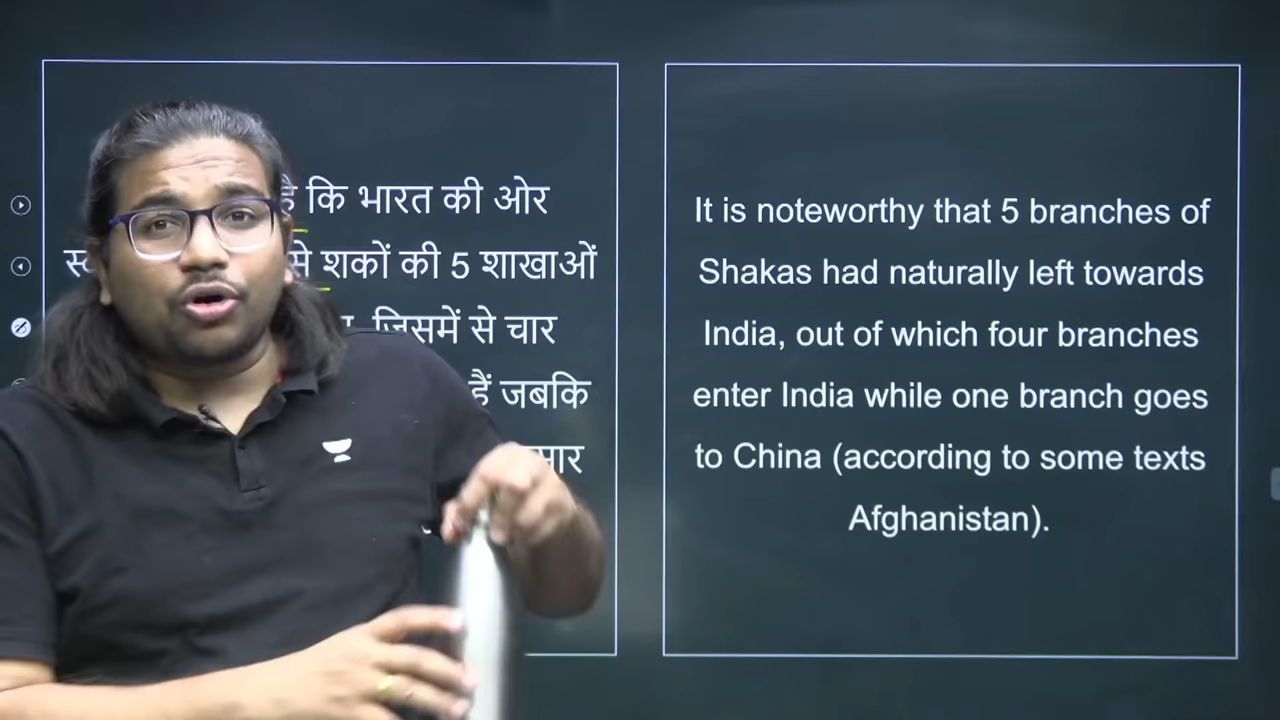 कि भारत की ओर
से शकों की 5 शाखाओं
जिसमें से चार
हैं जबकि
It is noteworthy that 5 branches of
Shakas had naturally left towards
India, out of which four branches
enter India while one branch goes
to China (according to some texts
Afghanistan).